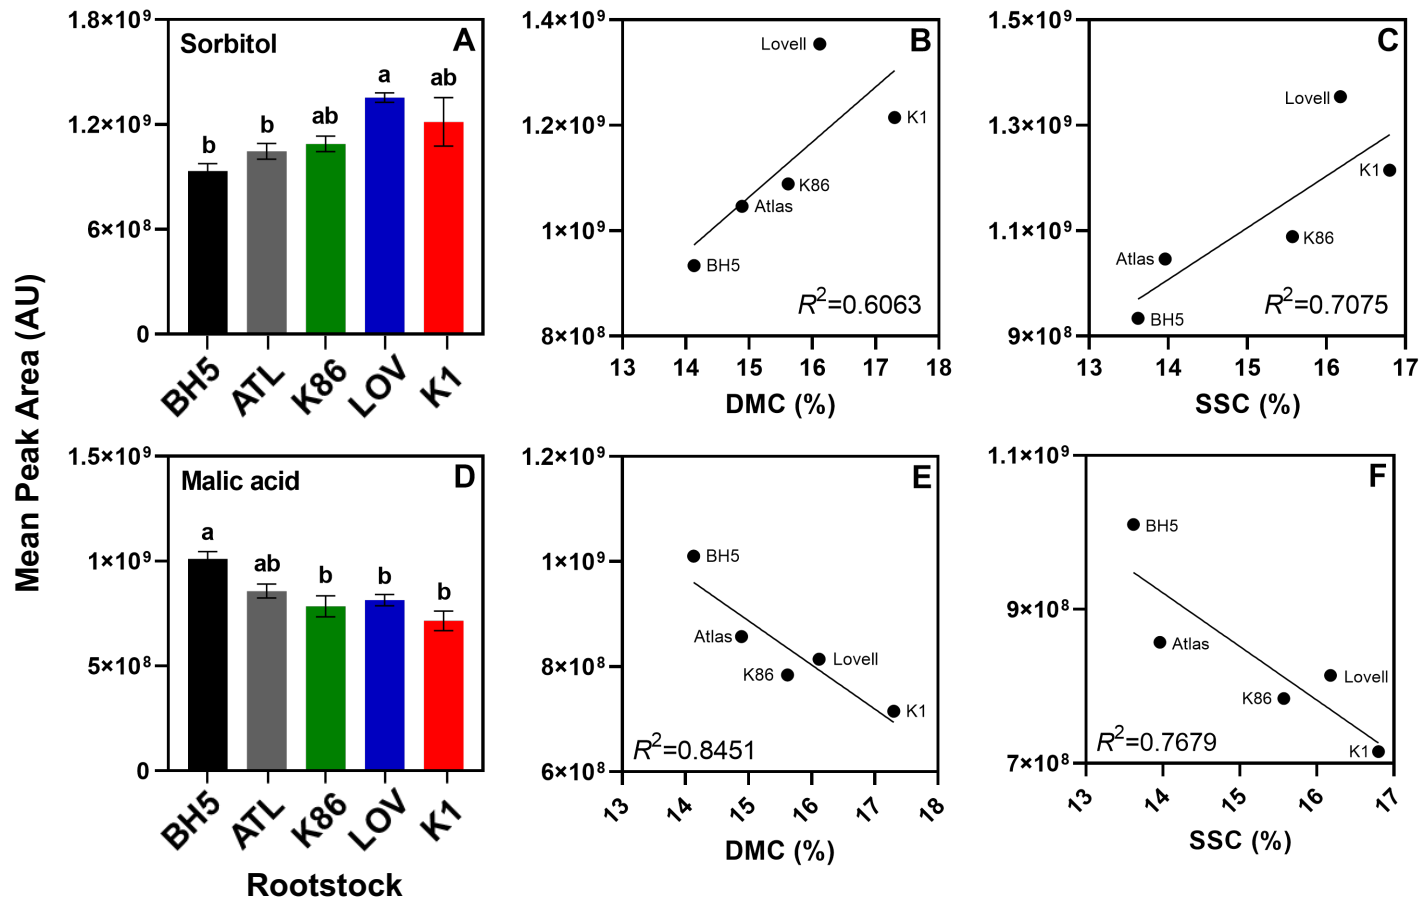 Mean Peak Area (AU)
Sorbitol
A
1.8×10⁹
1.2×10⁹
6×10⁸
0
b
b
ab
a
ab
BH5
ATL
K86
LOV
K1
B
1.4×10⁹
1.2×10⁹
1×10⁹
8×10⁸
Lovell
K1
K86
Atlas
BH5
R²=0.6063
13
14
15
16
17
18
DMC (%)
C
1.5×10⁹
1.3×10⁹
1.1×10⁹
9×10⁸
Lovell
K1
K86
Atlas
BH5
R²=0.7075
13
14
15
16
17
SSC (%)
Malic acid
D
1.5×10⁹
1×10⁹
5×10⁸
0
a
ab
b
b
b
BH5
ATL
K86
LOV
K1
Rootstock
E
1.2×10⁹
1×10⁹
8×10⁸
6×10⁸
BH5
Atlas
K86
Lovell
K1
R²=0.8451
13
14
15
16
17
18
DMC (%)
F
1.1×10⁹
9×10⁸
7×10⁸
BH5
Atlas
K86
Lovell
K1
R²=0.7679
13
14
15
16
17
SSC (%)